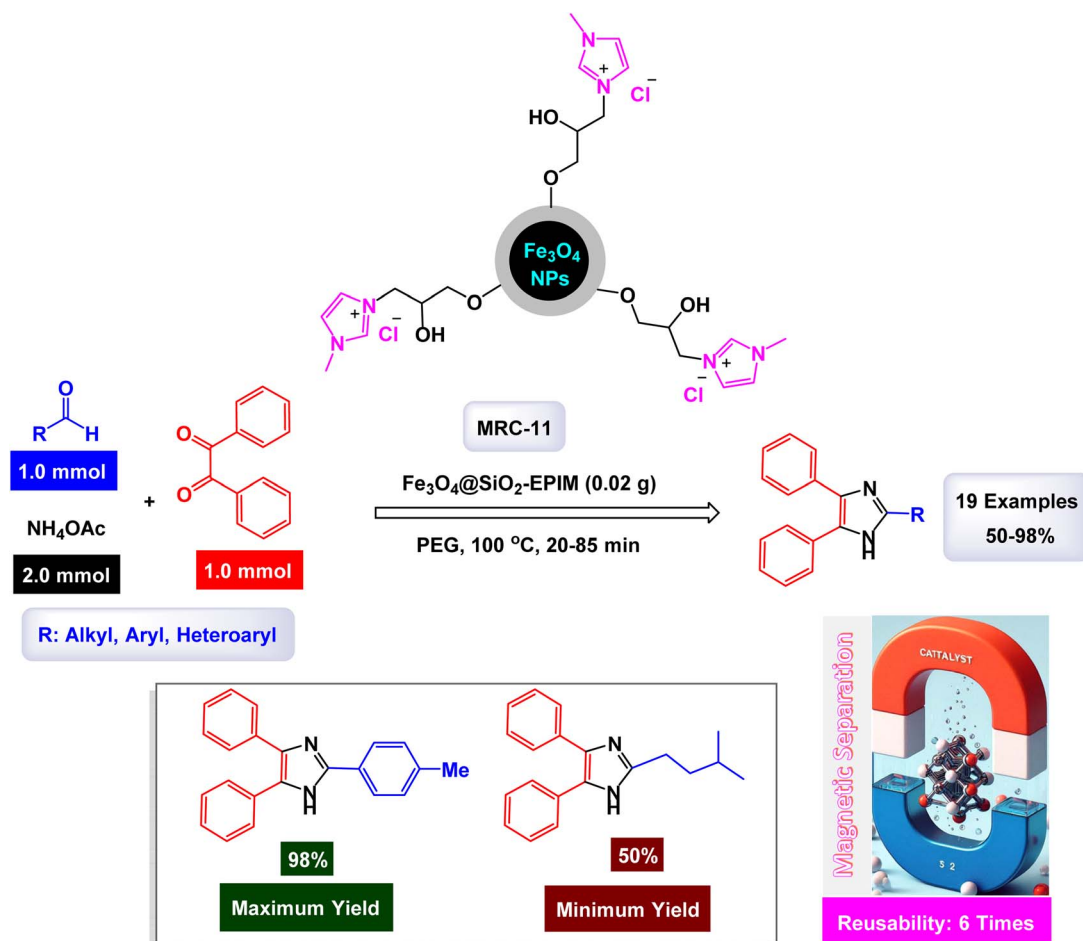 N
N
+
Cl
−
HO
O
Fe₃O₄
NPs
N
+
N
Cl
−
OH
O
O
OH
N
+
N
−
Cl
O
R
H
1.0 mmol
+
NH₄OAc
2.0 mmol
O
O
1.0 mmol
MRC-11
Fe₃O₄@SiO₂-EPIM (0.02 g)
PEG, 100 °C, 20-85 min
N
R
N
H
19 Examples
50-98%
R: Alkyl, Aryl, Heteroaryl
N
Me
N
H
98%
Maximum Yield
N
N
H
50%
Minimum Yield
Magnetic Separation
CATTALYST
5 2
Reusability: 6 Times